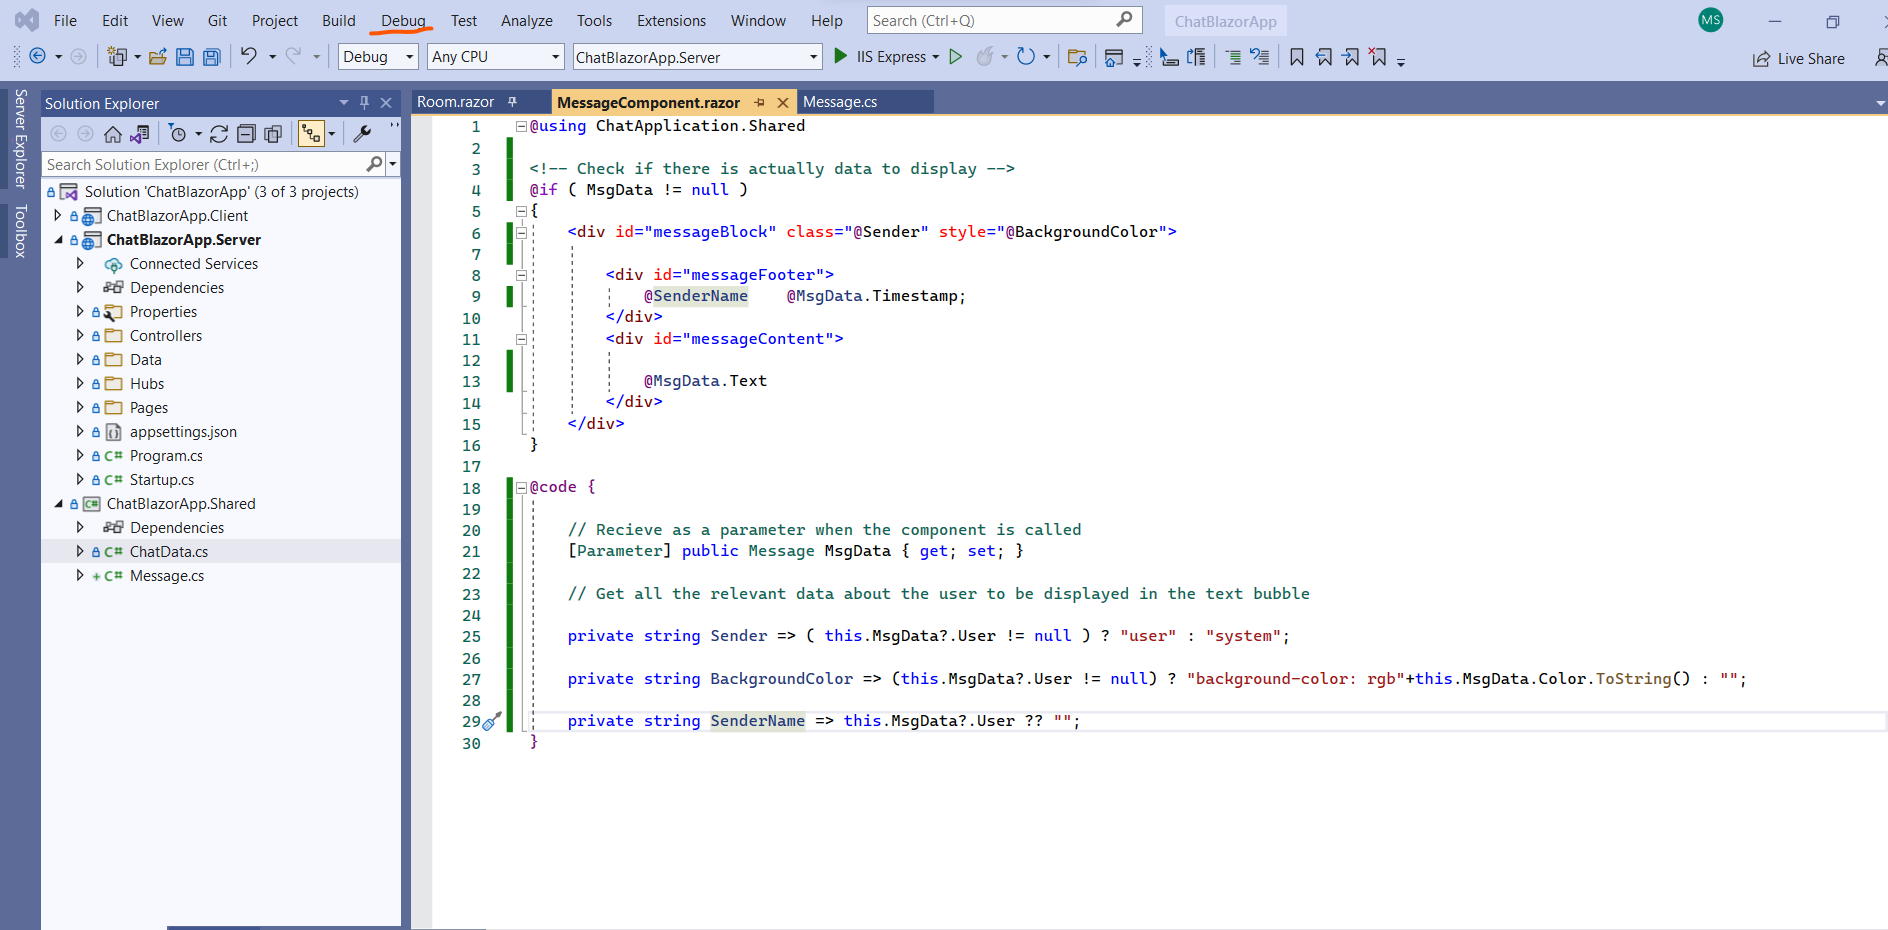 File Edit View Git Project Build Debug Test Analyze Tools Extensions Window Help Search (Ctrl+Q) ChatBlazorApp MS
Debug Any CPU ChatBlazorApp.Server IIS Express Live Share
Server Explorer
Toolbox
Solution Explorer
Search Solution Explorer (Ctrl+;)
Solution 'ChatBlazorApp' (3 of 3 projects)
ChatBlazorApp.Client
ChatBlazorApp.Server
Connected Services
Dependencies
Properties
Controllers
Data
Hubs
Pages
appsettings.json
C# Program.cs
C# Startup.cs
C# ChatBlazorApp.Shared
Dependencies
C# ChatData.cs
+ C# Message.cs
Room.razor MessageComponent.razor Message.cs
1 @using ChatApplication.Shared
2
3 <!-- Check if there is actually data to display -->
4 @if ( MsgData != null )
5 {
6 <div id="messageBlock" class="@Sender" style="@BackgroundColor">
7
8 <div id="messageFooter">
9 @SenderName @MsgData.Timestamp;
10 </div>
11 <div id="messageContent">
12
13 @MsgData.Text
14 </div>
15 </div>
16 }
17
18 @code {
19
20 // Recieve as a parameter when the component is called
21 [Parameter] public Message MsgData { get; set; }
22
23 // Get all the relevant data about the user to be displayed in the text bubble
24
25 private string Sender => ( this.MsgData?.User != null ) ? "user" : "system";
26
27 private string BackgroundColor => (this.MsgData?.User != null) ? "background-color: rgb"+this.MsgData.Color.ToString() : "";
28
29 private string SenderName => this.MsgData?.User ?? "";
30 }